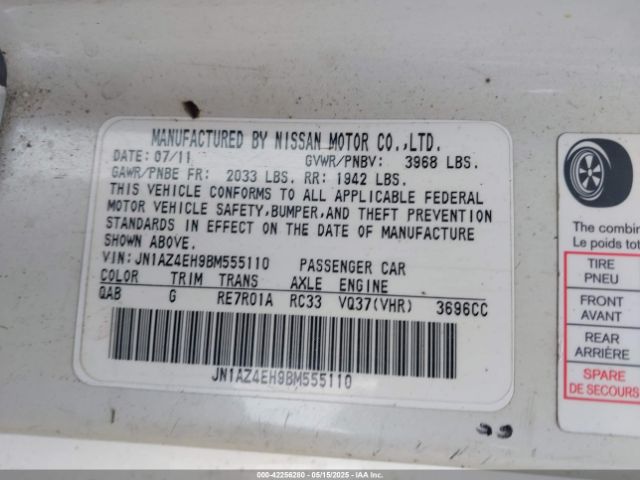 MANUFACTURED BY NISSAN MOTOR CO.,LTD.
DATE: 07/11 GVWR/PNBV: 3968 LBS.
GAWR/PNBE FR: 2033 LBS. RR: 1942 LBS.
THIS VEHICLE CONFORMS TO ALL APPLICABLE FEDERAL
MOTOR VEHICLE SAFETY,BUMPER,AND THEFT PREVENTION
STANDARDS IN EFFECT ON THE DATE OF MANUFACTURE
SHOWN ABOVE.
VIN: JN1AZ4EH9BM555110 PASSENGER CAR
COLOR TRIM TRANS AXLE ENGINE
QAB G RE7R01A RC33 VQ37(VHR) 3696CC
JN1AZ4EH9BM555110
The combin
Le poids tot
TIRE
PNEU
FRONT
AVANT
REAR
ARRIÈRE
SPARE
DE SECOURS
000-42256260 - 05/15/2025 - IAAI.COM